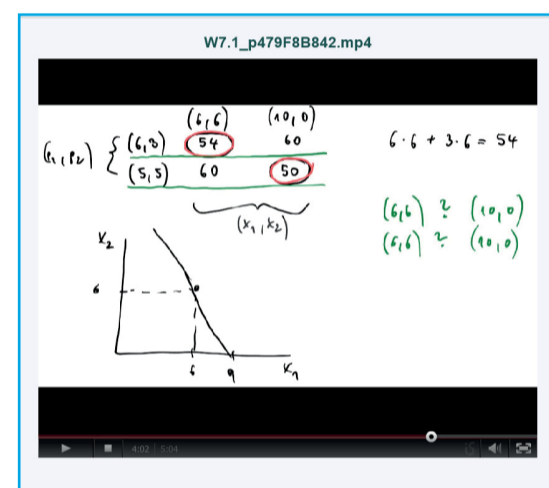 W7.1_p479F8B842.mp4
(6,6) (10,0)
(P1,P2) { (6,3) 54 60
(5,5) 60 50
(x1,x2)
6·6 + 3·6 = 54
(6,6) ? (10,0)
(6,6) ? (10,0)
x2
6
6 9 x1
4:02 5:04